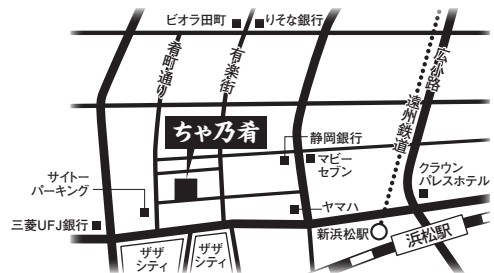 ビオラ田町
りそな銀行
肴町通り
有楽街
広小路
遠州鉄道
ちゃ乃肴
静岡銀行
マビー
セブン
クラウン
パレスホテル
サイトー
パーキング
ヤマハ
三菱UFJ銀行
新浜松駅
浜松駅
ザザ
シティ
ザザ
シティ